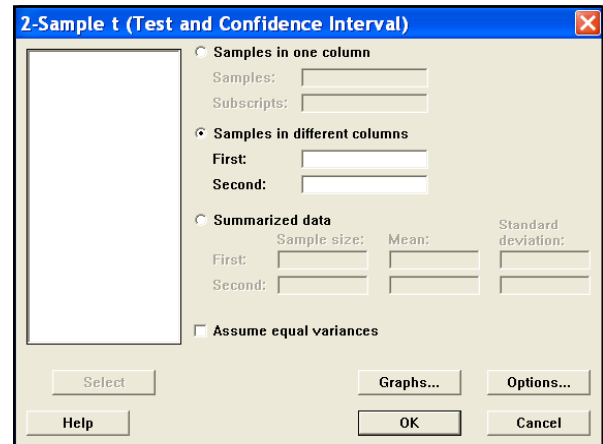 2-Sample t (Test and Confidence Interval)
Samples in one column
Samples:
Subscripts:
Samples in different columns
First:
Second:
Summarized data
Sample size: Mean: Standard deviation:
First:
Second:
Assume equal variances
Select
Graphs... Options...
Help OK Cancel